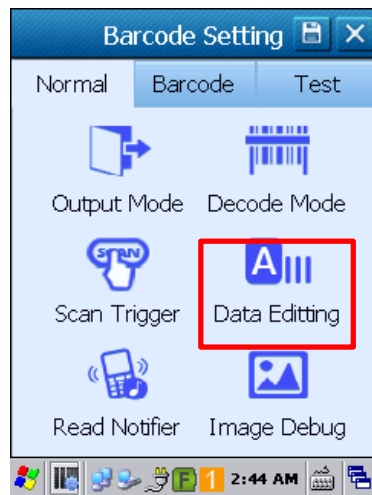 Barcode Setting
Normal Barcode Test
Output Mode Decode Mode
SCAN A
Scan Trigger Data Editting
Read Notifier Image Debug
F 1 2:44 AM